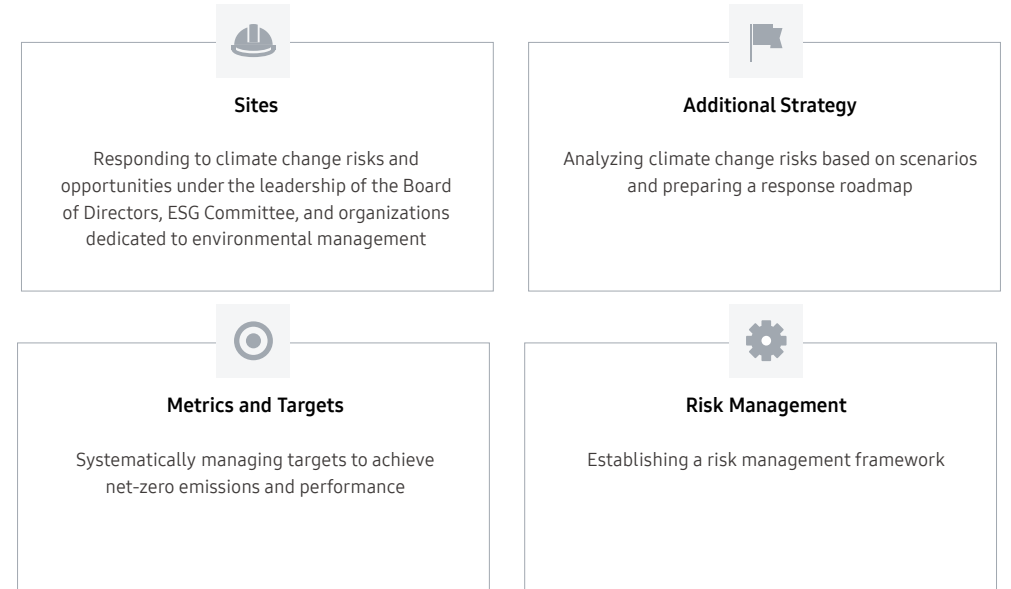 Sites
Responding to climate change risks and
opportunities under the leadership of the Board
of Directors, ESG Committee, and organizations
dedicated to environmental management
Additional Strategy
Analyzing climate change risks based on scenarios
and preparing a response roadmap
Metrics and Targets
Systematically managing targets to achieve
net-zero emissions and performance
Risk Management
Establishing a risk management framework